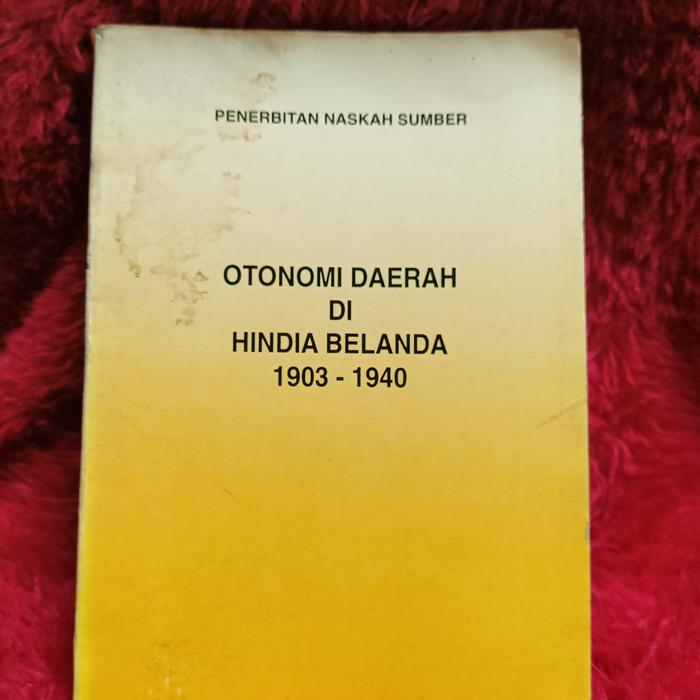 PENERBITAN NASKAH SUMBER
OTONOMI DAERAH
DI
HINDIA BELANDA
1903 - 1940